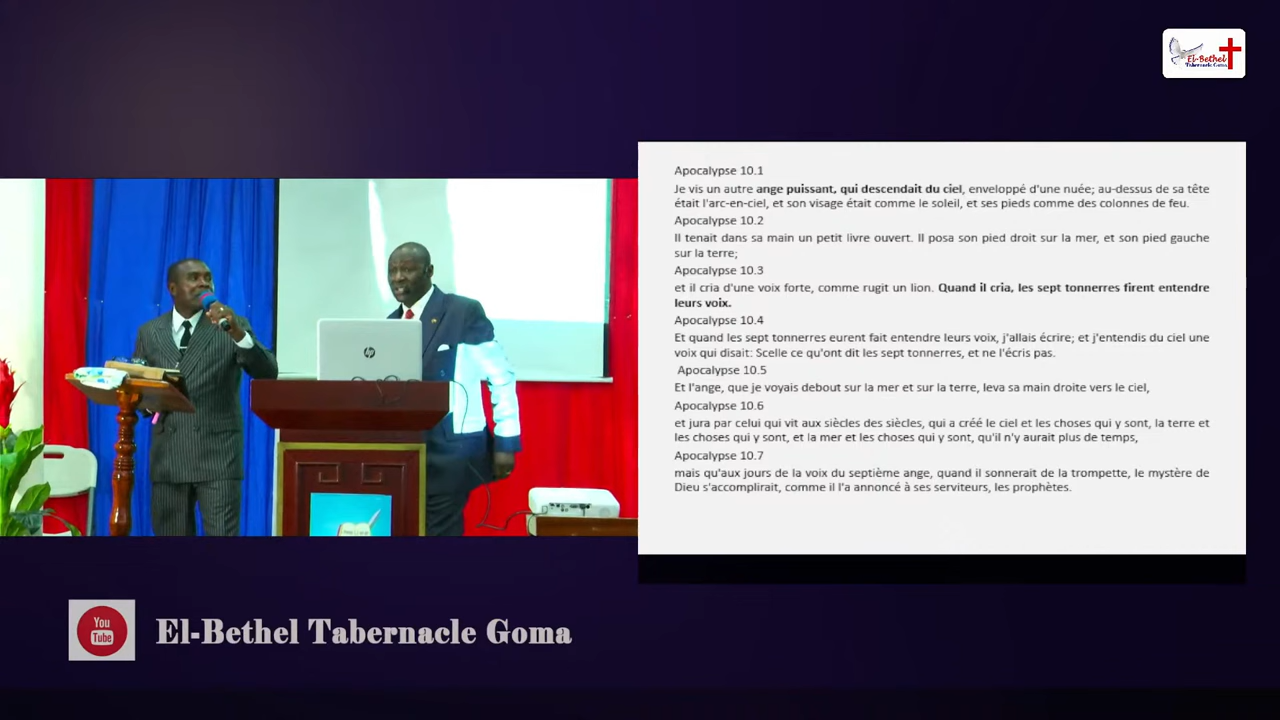 El-Bethel
Tabernacle Goma
Apocalypse 10.1
Je vis un autre ange puissant, qui descendait du ciel, enveloppé d'une nuée; au-dessus de sa tête
était l'arc-en-ciel, et son visage était comme le soleil, et ses pieds comme des colonnes de feu.
Apocalypse 10.2
Il tenait dans sa main un petit livre ouvert. Il posa son pied droit sur la mer, et son pied gauche
sur la terre;
Apocalypse 10.3
et il cria d'une voix forte, comme rugit un lion. Quand il cria, les sept tonnerres firent entendre
leurs voix.
Apocalypse 10.4
Et quand les sept tonnerres eurent fait entendre leurs voix, j'allais écrire; et j'entendis du ciel une
voix qui disait: Scelle ce qu'ont dit les sept tonnerres, et ne l'écris pas.
Apocalypse 10.5
Et l'ange, que je voyais debout sur la mer et sur la terre, leva sa main droite vers le ciel,
Apocalypse 10.6
et jura par celui qui vit aux siècles des siècles, qui a créé le ciel et les choses qui y sont, la terre et
les choses qui y sont, et la mer et les choses qui y sont, qu'il n'y aurait plus de temps,
Apocalypse 10.7
mais qu'aux jours de la voix du septième ange, quand il sonnerait de la trompette, le mystère de
Dieu s'accomplirait, comme il l'a annoncé à ses serviteurs, les prophètes.
hp
You
Tube
El-Bethel Tabernacle Goma